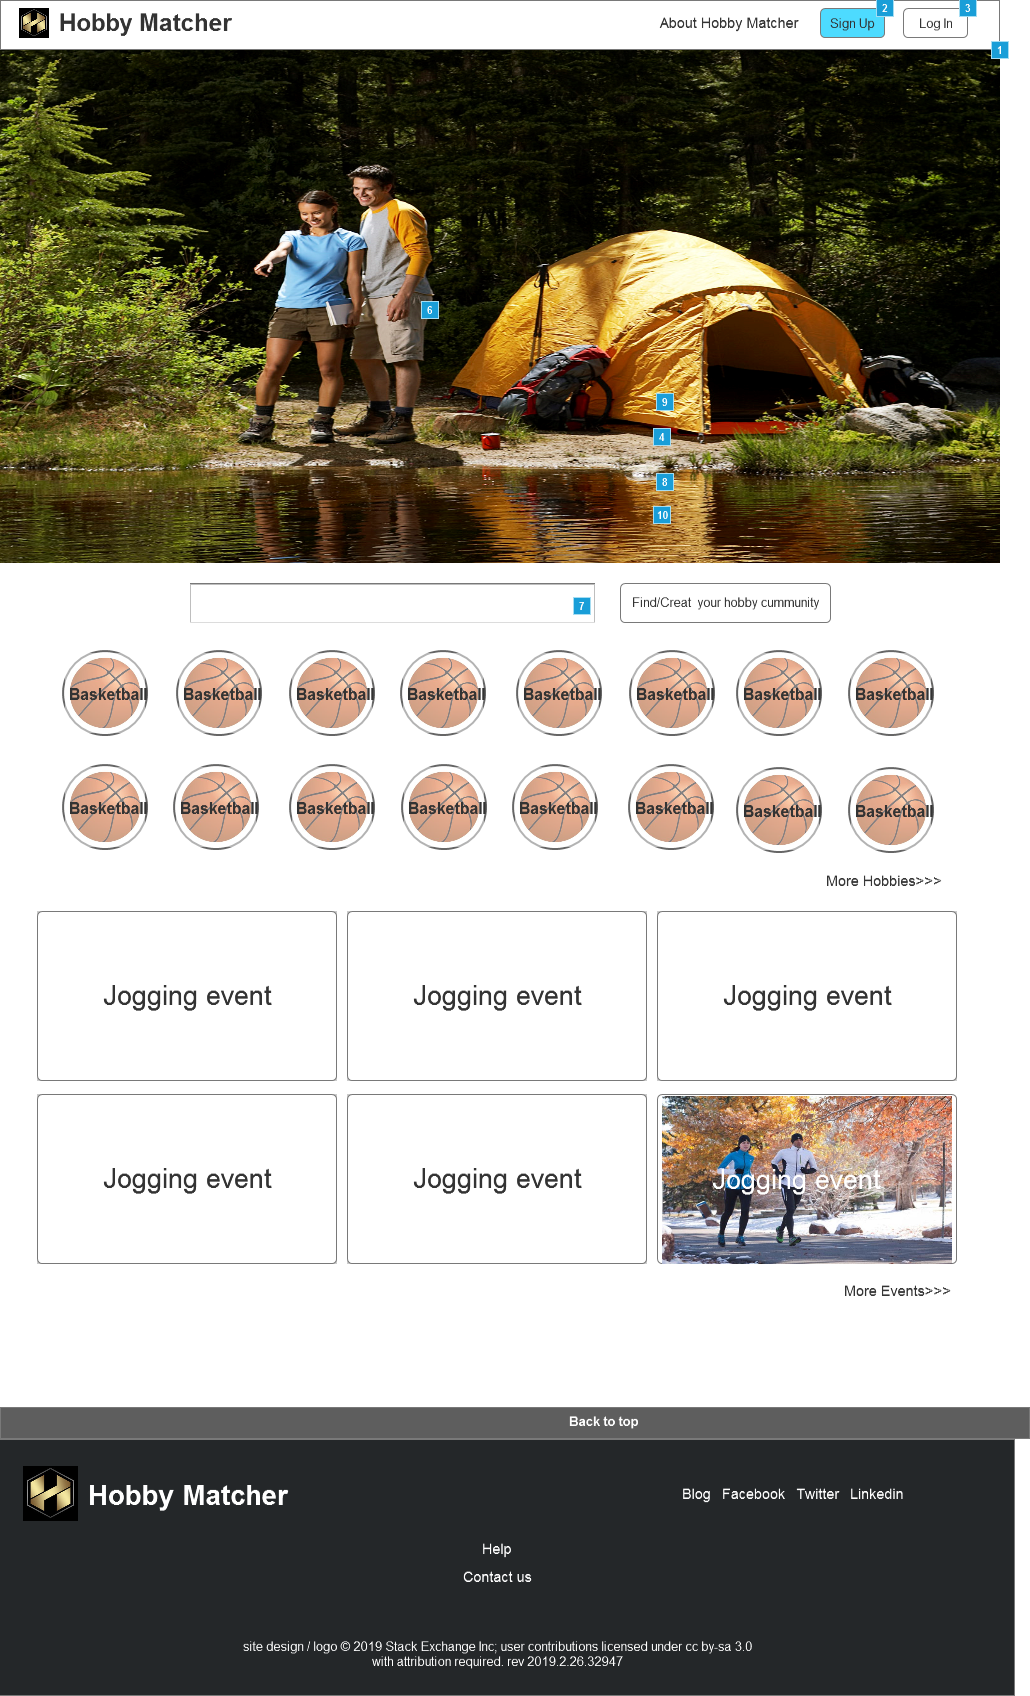 Hobby Matcher
About Hobby Matcher
Sign Up
2
Log In
3
1
6
9
4
8
10
7
Find/Creat your hobby cummunity
Basketball Basketball Basketball Basketball Basketball Basketball Basketball Basketball
Basketball Basketball Basketball Basketball Basketball Basketball Basketball Basketball
More Hobbies>>>
Jogging event Jogging event Jogging event
Jogging event Jogging event Jogging event
More Events>>>
Back to top
Hobby Matcher
Blog Facebook Twitter Linkedin
Help
Contact us
site design / logo © 2019 Stack Exchange Inc; user contributions licensed under cc by-sa 3.0
with attribution required. rev 2019.2.26.32947